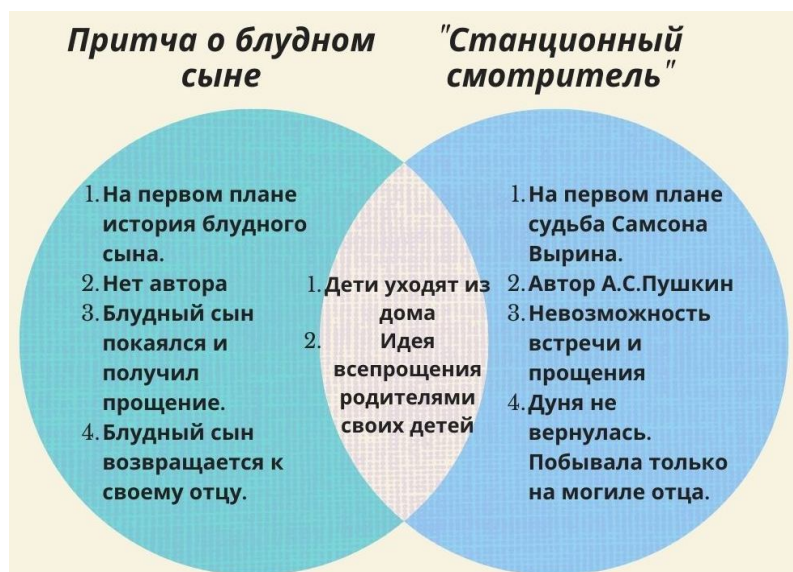 Притча о блудном
сыне
"Станционный
смотритель"
1. На первом плане
история блудного
сына.
2. Нет автора
3. Блудный сын
покаялся и
получил
прощение.
4. Блудный сын
возвращается к
своему отцу.
1. Дети уходят из
дома
2. Идея
всепрощения
родителями
своих детей
1. На первом плане
судьба Самсона
Вырина.
2. Автор А.С.Пушкин
3. Невозможность
встречи и
прощения
4. Дуня не
вернулась.
Побывала только
на могиле отца.